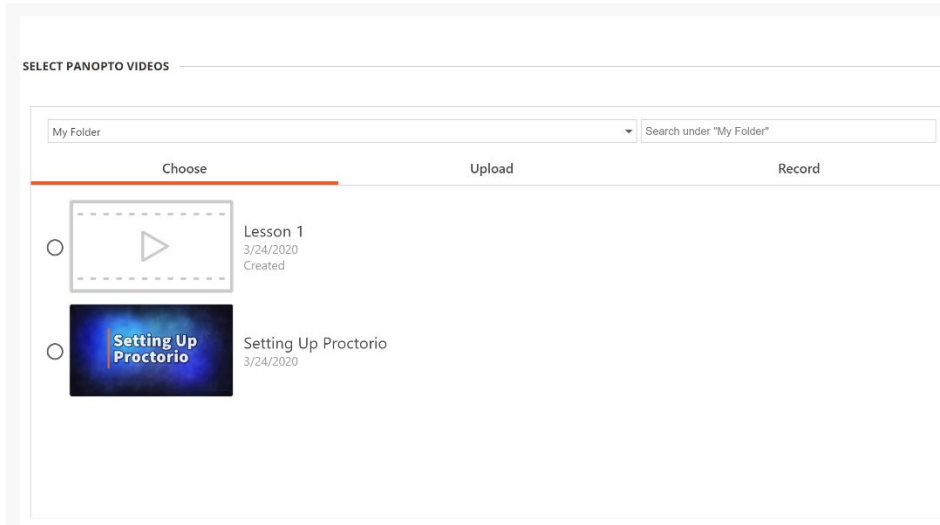 SELECT PANOPTO VIDEOS
My Folder
Search under "My Folder"
Choose
Upload
Record
Lesson 1
3/24/2020
Created
Setting Up
Proctorio
Setting Up Proctorio
3/24/2020